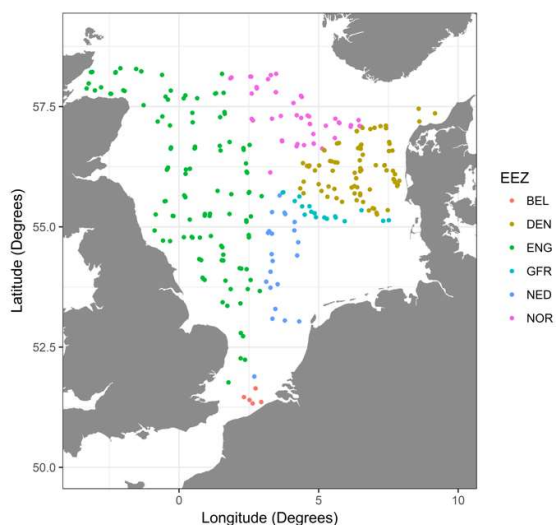 57.5
55.0
52.5
50.0
Latitude (Degrees)
0
5
10
Longitude (Degrees)
EEZ
BEL
DEN
ENG
GFR
NED
NOR